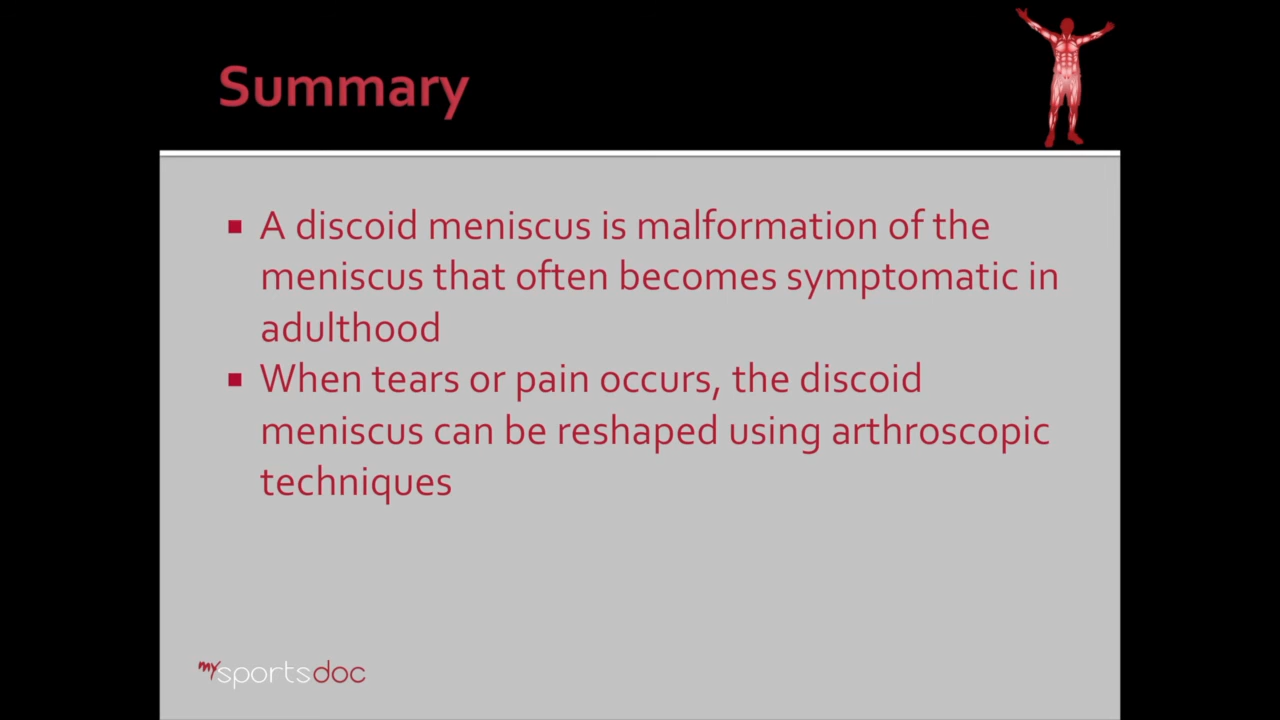 Summary
A discoid meniscus is malformation of the
meniscus that often becomes symptomatic in
adulthood
When tears or pain occurs, the discoid
meniscus can be reshaped using arthroscopic
techniques
mysportsdoc